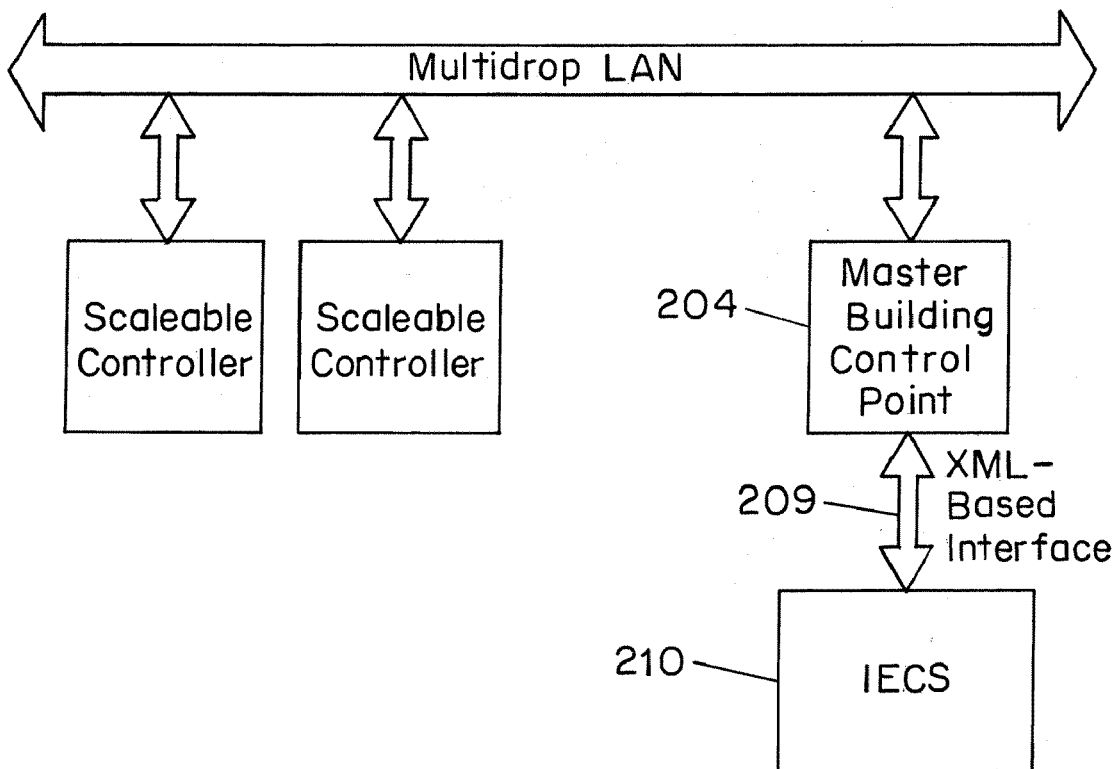 Multidrop LAN
Scaleable
Controller
Scaleable
Controller
204
Master
Building
Control
Point
209
XML-
Based
Interface
210
IECS